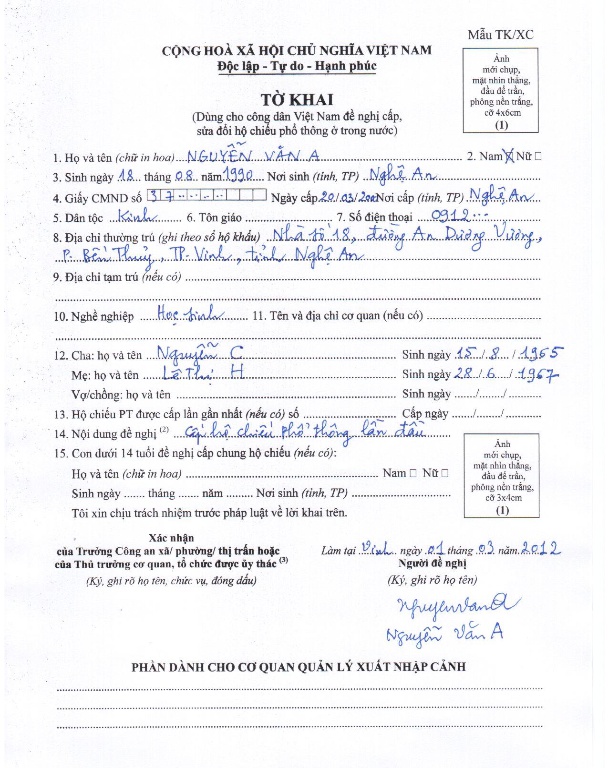 Mẫu TK/XC
CỘNG HOÀ XÃ HỘI CHỦ NGHĨA VIỆT NAM
Độc lập - Tự do - Hạnh phúc
Ảnh
mới chụp,
mặt nhìn thẳng,
đầu để trần,
phông nền trắng,
cỡ 4x6cm
(1)
TỜ KHAI
(Dùng cho công dân Việt Nam đề nghị cấp,
sửa đổi hộ chiếu phổ thông ở trong nước)
1. Họ và tên (chữ in hoa) ...NGUYỄN VĂN A 2. Nam ☒ Nữ □
3. Sinh ngày 18 tháng 08 năm 1990 Nơi sinh (tỉnh, TP) Nghệ An
4. Giấy CMND số 37....... Ngày cấp 20/03/200 Nơi cấp (tỉnh, TP) Nghệ An
5. Dân tộc Kinh 6. Tôn giáo ........ 7. Số điện thoại 0912...
8. Địa chỉ thường trú (ghi theo sổ hộ khẩu) Nhà số 18, đường An Dương Vương,
P. Bến Thuỷ, TP. Vinh, tỉnh Nghệ An
9. Địa chỉ tạm trú (nếu có) ........
10. Nghề nghiệp Học sinh 11. Tên và địa chỉ cơ quan (nếu có) ........
12. Cha: họ và tên Nguyễn C Sinh ngày 15/8/1965
Mẹ: họ và tên Lê Thị H Sinh ngày 28/6/1967
Vợ/chồng: họ và tên ........ Sinh ngày ....../....../......
13. Hộ chiếu PT được cấp lần gần nhất (nếu có) số ........ Cấp ngày ....../....../......
14. Nội dung đề nghị (2) Cấp hộ chiếu phổ thông lần đầu
15. Con dưới 14 tuổi đề nghị cấp chung hộ chiếu (nếu có):
Họ và tên (chữ in hoa) ........ Nam □ Nữ □
Sinh ngày ...... tháng ...... năm ........ Nơi sinh (tỉnh, TP) ........
Tôi xin chịu trách nhiệm trước pháp luật về lời khai trên.
Ảnh
mới chụp,
mặt nhìn thẳng,
đầu để trần,
phông nền trắng,
cỡ 3x4cm
(1)
Xác nhận
của Trưởng Công an xã/ phường/ thị trấn hoặc
của Thủ trưởng cơ quan, tổ chức được ủy thác (3)
(Ký, ghi rõ họ tên, chức vụ, đóng dấu)
Làm tại Vinh ngày 01 tháng 03 năm 2012
Người đề nghị
(Ký, ghi rõ họ tên)
NguyenvanA
Nguyễn Văn A
PHẦN DÀNH CHO CƠ QUAN QUẢN LÝ XUẤT NHẬP CẢNH